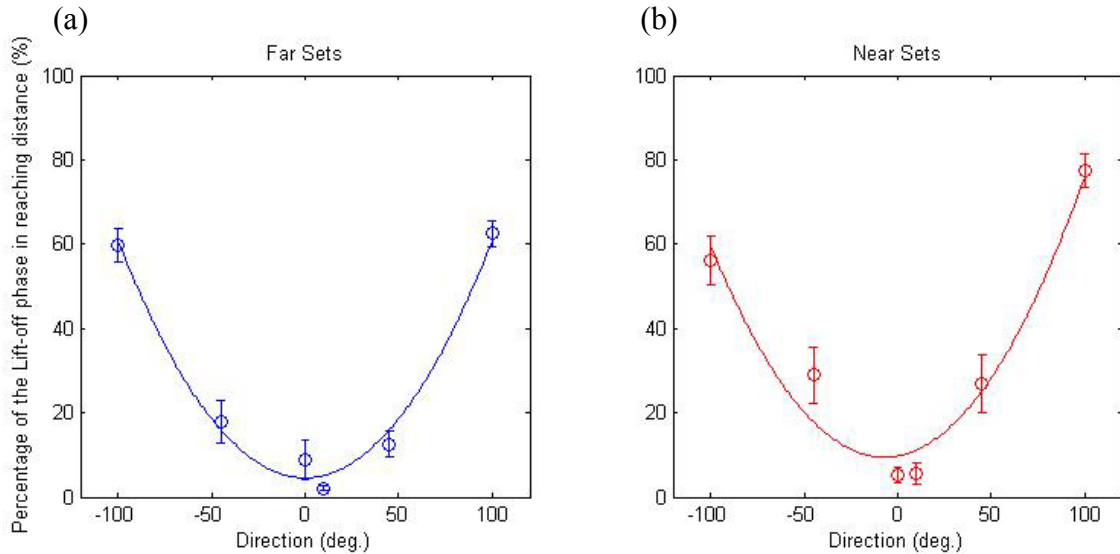 (a)
Far Sets
Percentage of the Lift-off phase in reaching distance (%)
100
80
60
40
20
0
-100 -50 0 50 100
Direction (deg.)
(b)
Near Sets
100
80
60
40
20
0
-100 -50 0 50 100
Direction (deg.)